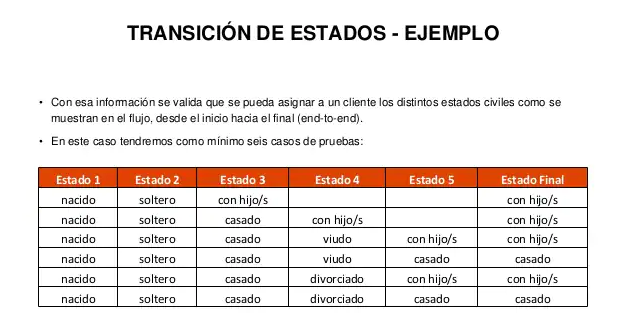 TRANSICIÓN DE ESTADOS - EJEMPLO
• Con esa información se valida que se pueda asignar a un cliente los distintos estados civiles como se
muestran en el flujo, desde el inicio hacia el final (end-to-end).
• En este caso tendremos como mínimo seis casos de pruebas:
Estado 1 Estado 2 Estado 3 Estado 4 Estado 5 Estado Final
nacido soltero con hijo/s con hijo/s
nacido soltero casado con hijo/s con hijo/s
nacido soltero casado viudo con hijo/s con hijo/s
nacido soltero casado viudo casado casado
nacido soltero casado divorciado con hijo/s con hijo/s
nacido soltero casado divorciado casado casado